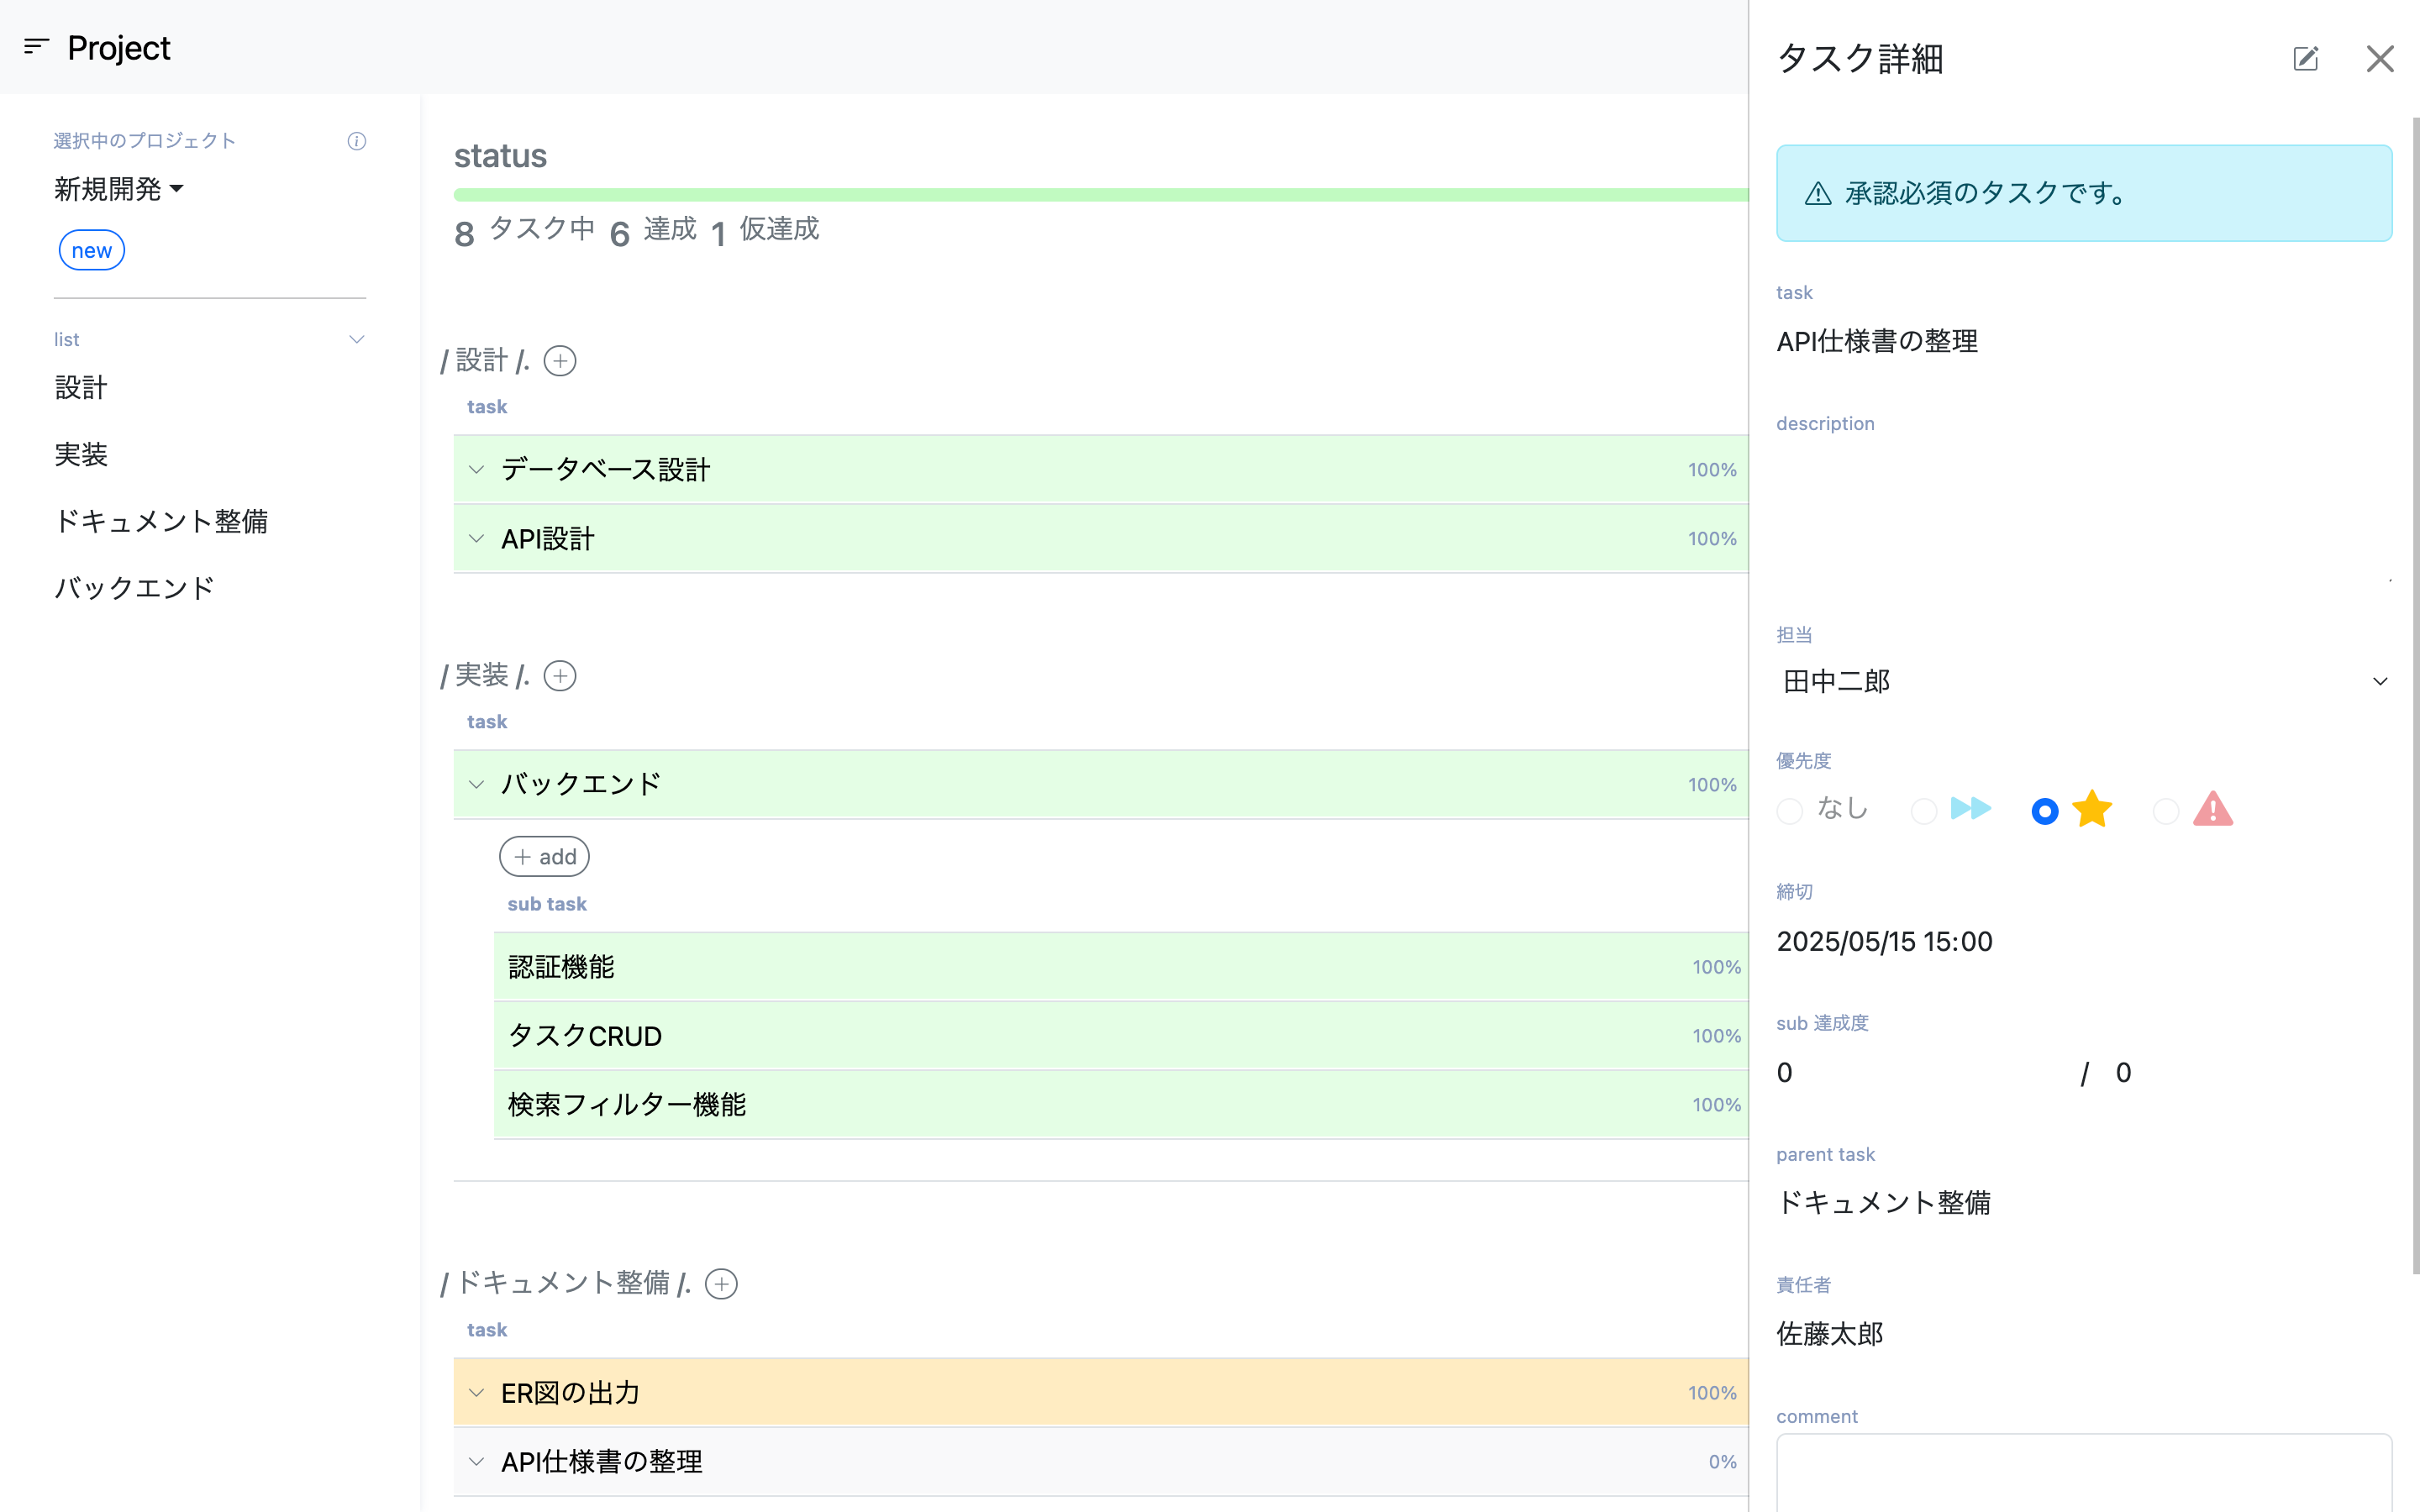 Project
選択中のプロジェクト
新規開発
new
list
設計
実装
ドキュメント整備
バックエンド
status
8 タスク中 6 達成 1 仮達成
/ 設計 /.
task
データベース設計 100%
API設計 100%
/ 実装 /.
task
バックエンド 100%
+ add
sub task
認証機能 100%
タスクCRUD 100%
検索フィルター機能 100%
/ ドキュメント整備 /.
task
ER図の出力 100%
API仕様書の整理 0%
タスク詳細
承認必須のタスクです。
task
API仕様書の整理
description
担当
田中二郎
優先度
なし
締切
2025/05/15 15:00
sub 達成度
0 / 0
parent task
ドキュメント整備
責任者
佐藤太郎
comment